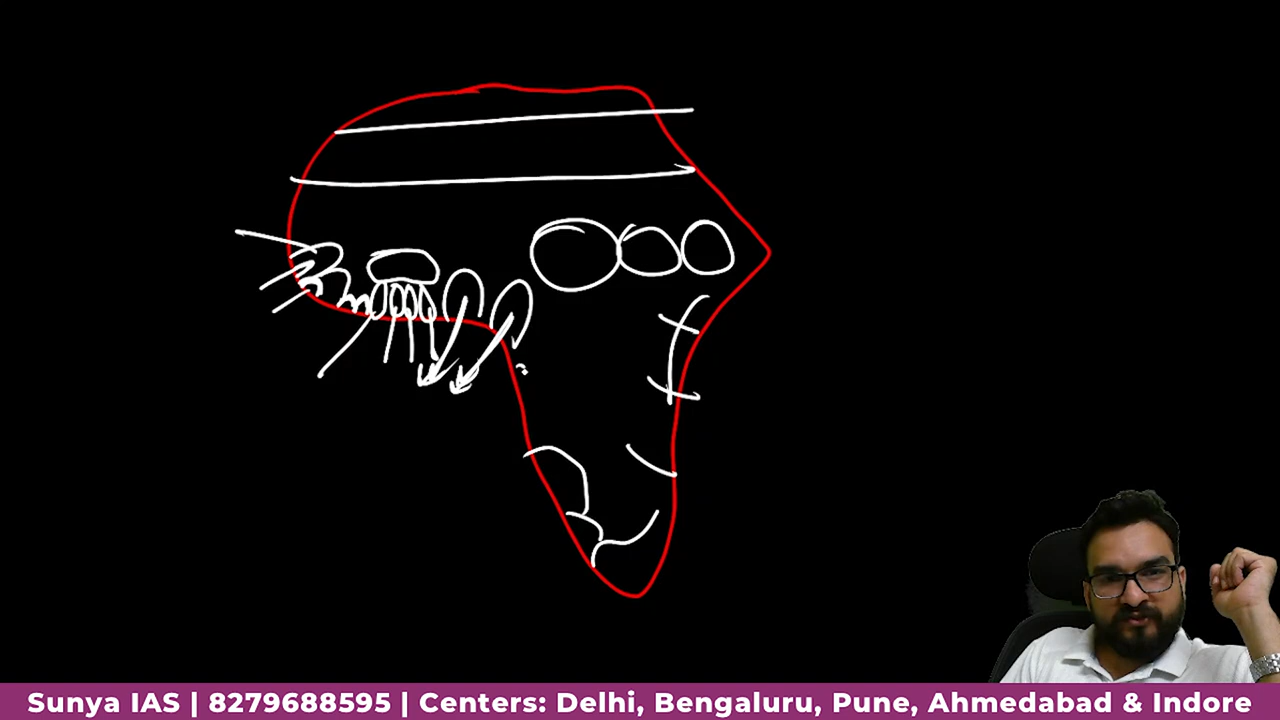 Sunya IAS | 8279688595 | Centers: Delhi, Bengaluru, Pune, Ahmedabad & Indore